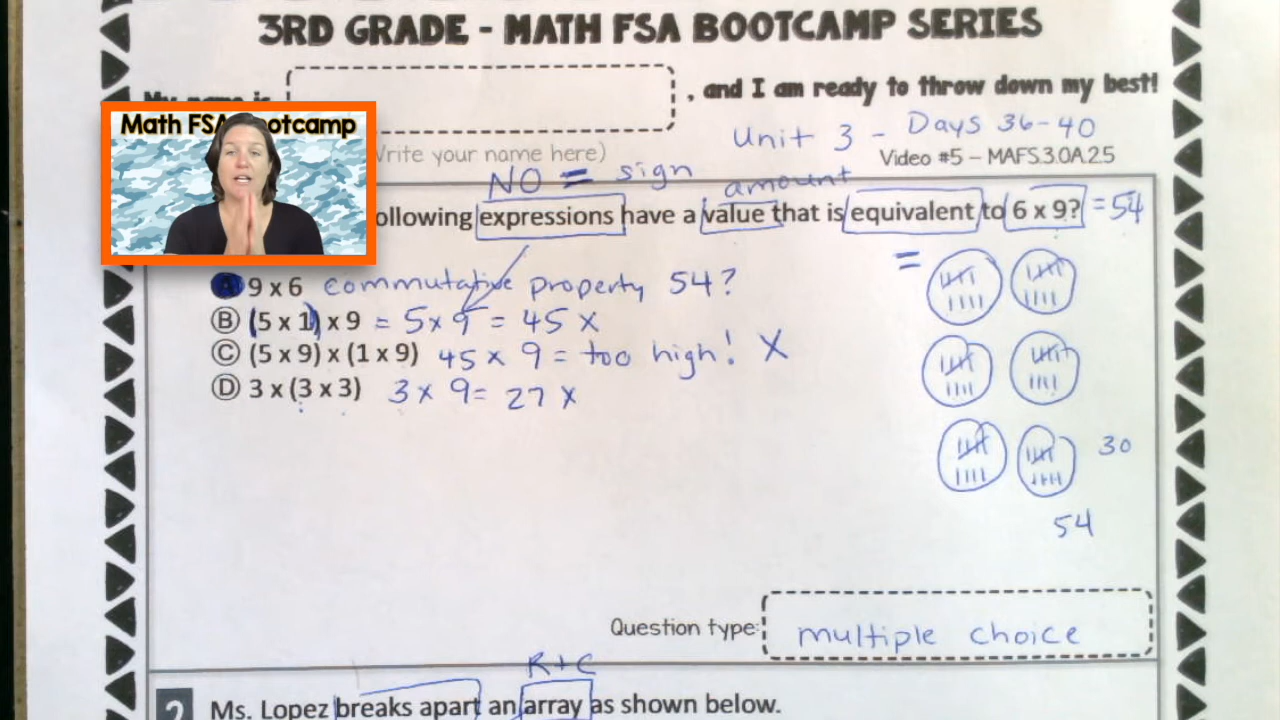 3RD GRADE - MATH FSA BOOTCAMP SERIES
, and I am ready to throw down my best!
Math FSA Bootcamp
Unit 3 - Days 36-40
Write your name here)
Video #5 – MAFS.3.OA.2.5
NO = sign
amount
ollowing expressions have a value that is equivalent to 6 x 9? = 54
=
A 9 x 6 commutative property 54?
B (5 x 1) x 9 = 5 x 9 = 45 x
C (5 x 9) x (1 x 9) 45 x 9 = too high! X
D 3 x (3 x 3) 3 x 9 = 27 x
30
54
Question type: multiple choice
R+C
2 Ms. Lopez breaks apart an array as shown below.